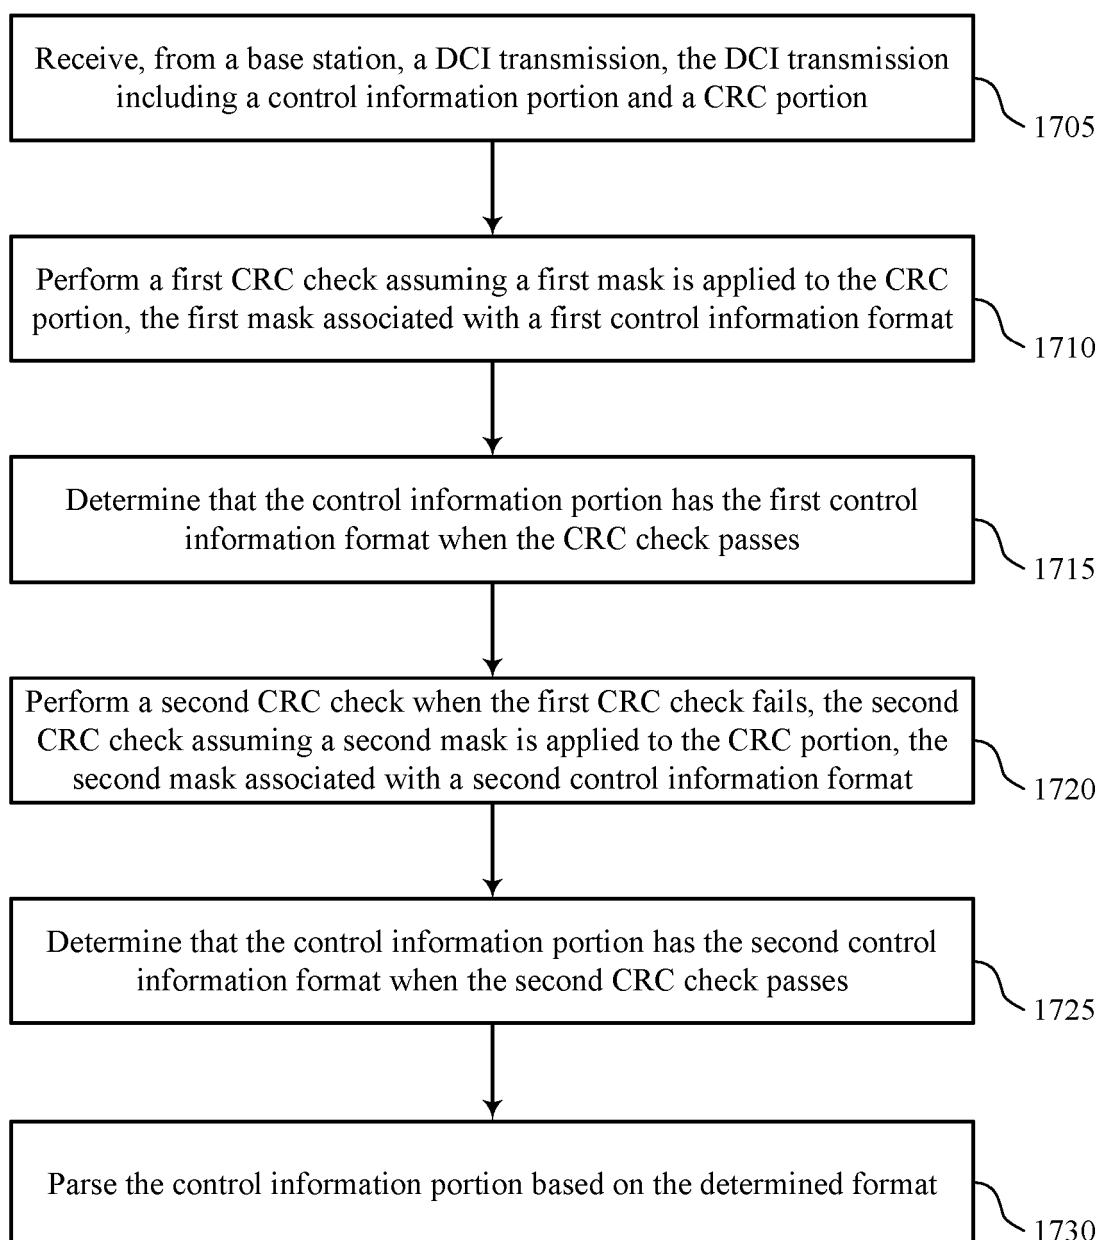 Receive, from a base station, a DCI transmission, the DCI transmission
including a control information portion and a CRC portion
1705
Perform a first CRC check assuming a first mask is applied to the CRC
portion, the first mask associated with a first control information format
1710
Determine that the control information portion has the first control
information format when the CRC check passes
1715
Perform a second CRC check when the first CRC check fails, the second
CRC check assuming a second mask is applied to the CRC portion, the
second mask associated with a second control information format
1720
Determine that the control information portion has the second control
information format when the second CRC check passes
1725
Parse the control information portion based on the determined format
1730